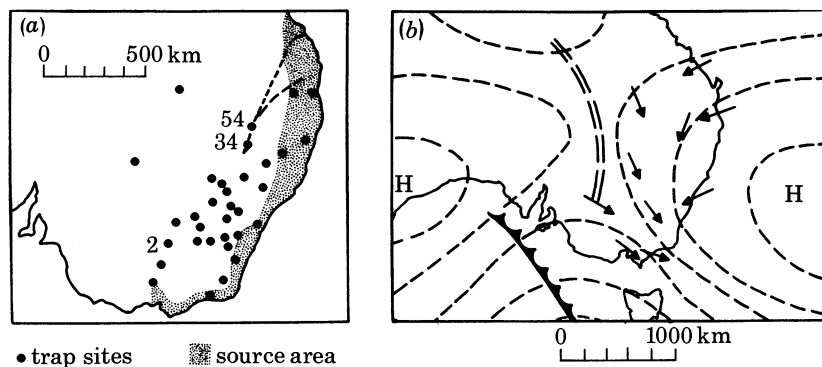 (a)
0 500 km
54
34
2
• trap sites source area
(b)
H
H
0 1000 km